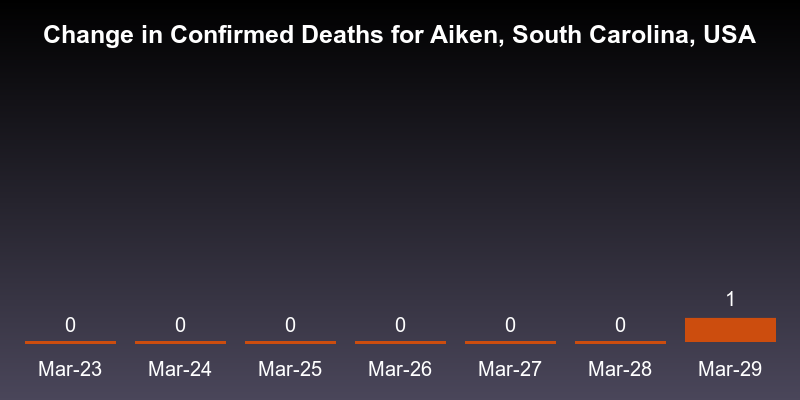 Change in Confirmed Deaths for Aiken, South Carolina, USA
0 0 0 0 0 0 1
Mar-23 Mar-24 Mar-25 Mar-26 Mar-27 Mar-28 Mar-29